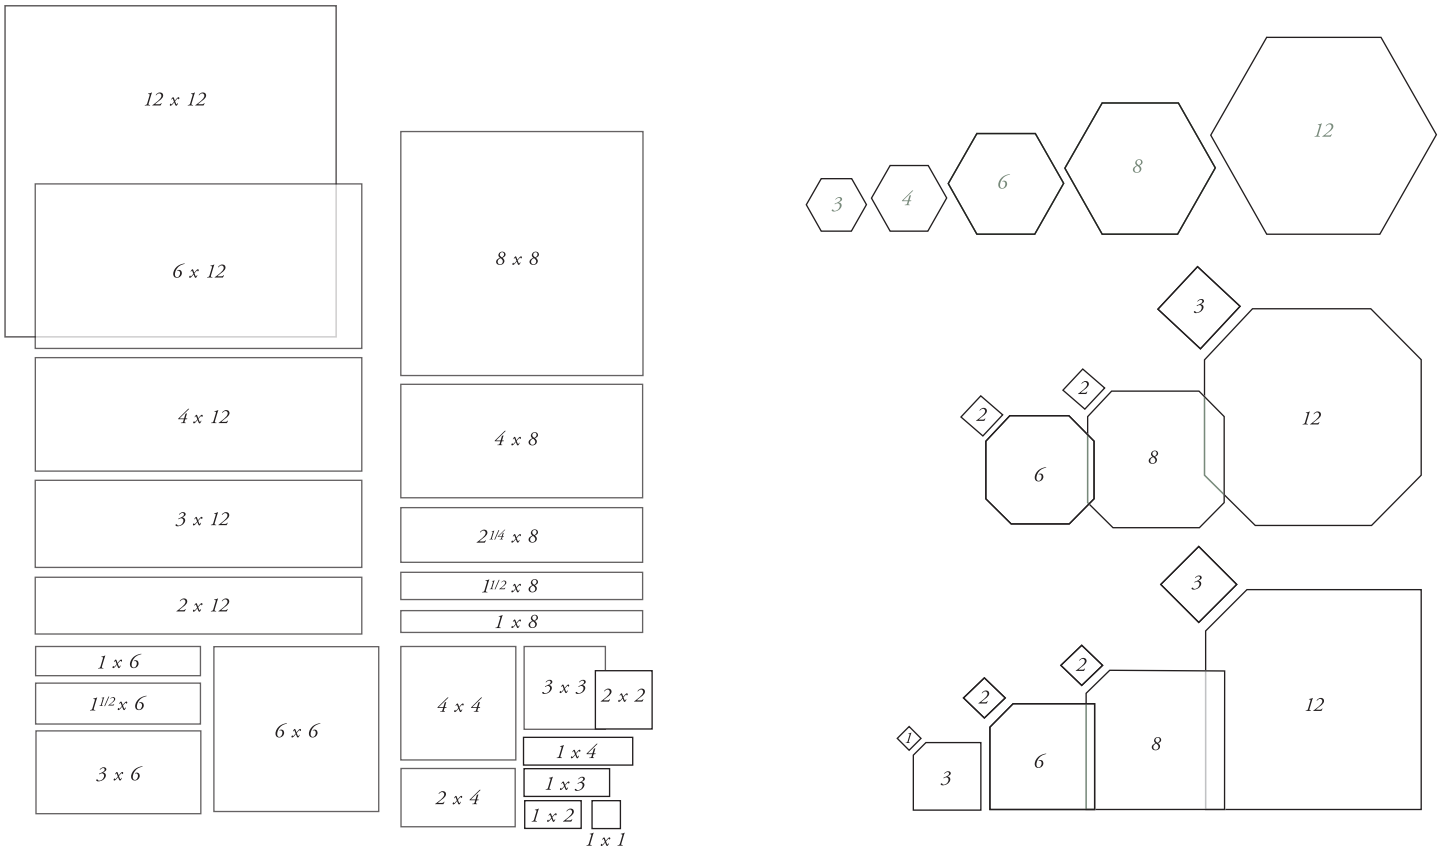 12 x 12
6 x 12
4 x 12
3 x 12
2 x 12
1 x 6
1 1/2 x 6
3 x 6
6 x 6
8 x 8
4 x 8
2 1/4 x 8
1 1/2 x 8
1 x 8
4 x 4
2 x 4
3 x 3
2 x 2
1 x 4
1 x 3
1 x 2
1 x 1
3
4
6
8
12
2
6
2
8
3
12
1
3
2
6
2
8
3
12